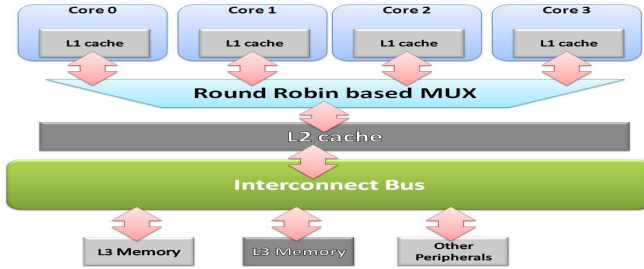 Core 0
Core 1
Core 2
Core 3
L1 cache
L1 cache
L1 cache
L1 cache
Round Robin based MUX
L2 cache
Interconnect Bus
L3 Memory
L3 Memory
Other
Peripherals